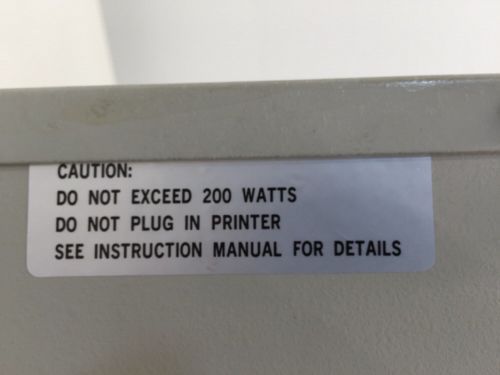 CAUTION:
DO NOT EXCEED 200 WATTS
DO NOT PLUG IN PRINTER
SEE INSTRUCTION MANUAL FOR DETAILS